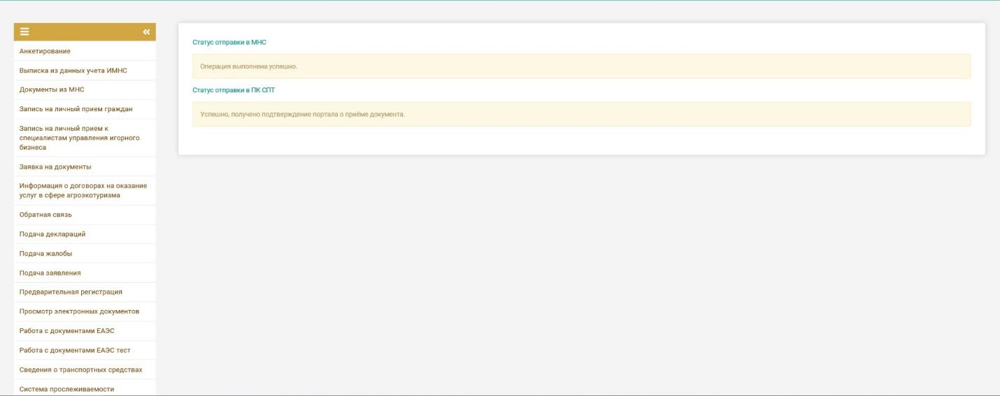 Анкетирование
Выписка из данных учета ИМНС
Документы из МНС
Запись на личный прием граждан
Запись на личный прием к
специалистам управления игорного
бизнеса
Заявка на документы
Информация о договорах на оказание
услуг в сфере агроэкотуризма
Обратная связь
Подача деклараций
Подача жалобы
Подача заявления
Предварительная регистрация
Просмотр электронных документов
Работа с документами ЕАЭС
Работа с документами ЕАЭС тест
Сведения о транспортных средствах
Система прослеживаемости
Статус отправки в МНС
Операция выполнена успешно.
Статус отправки в ПК СПТ
Успешно, получено подтверждение портала о приёме документа.